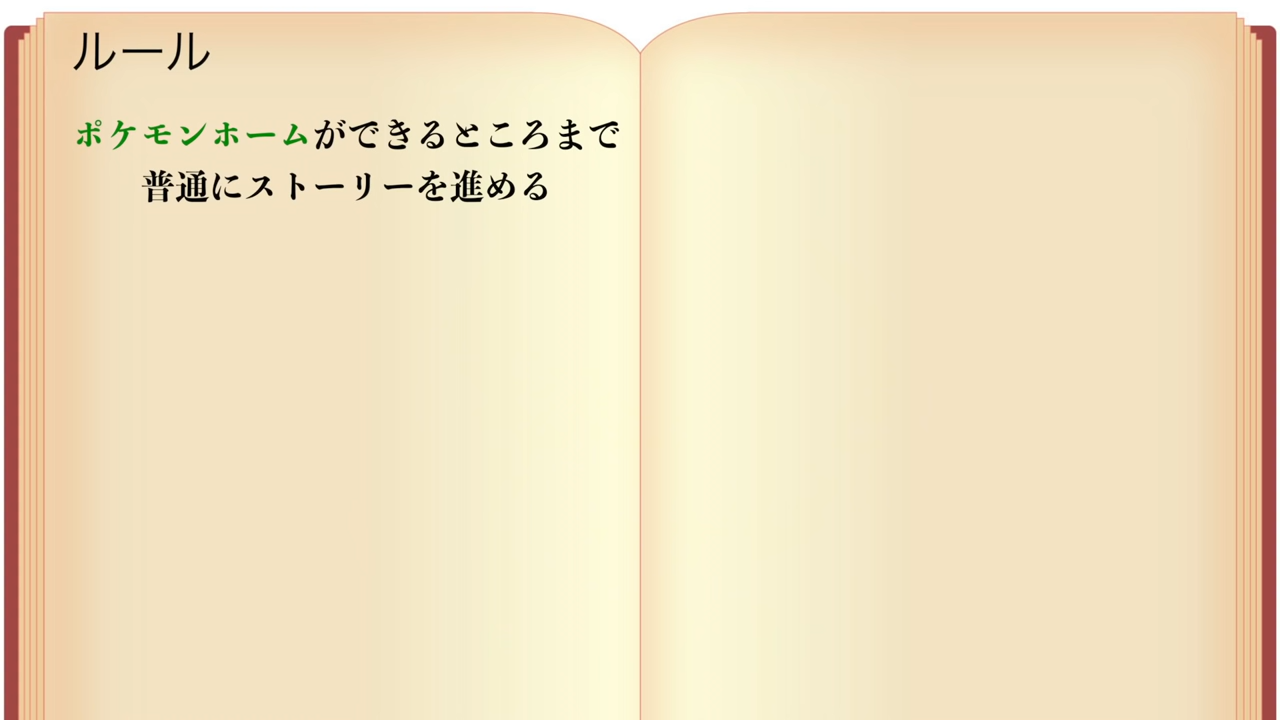 ルール
ポケモンホームができるところまで
普通にストーリーを進める